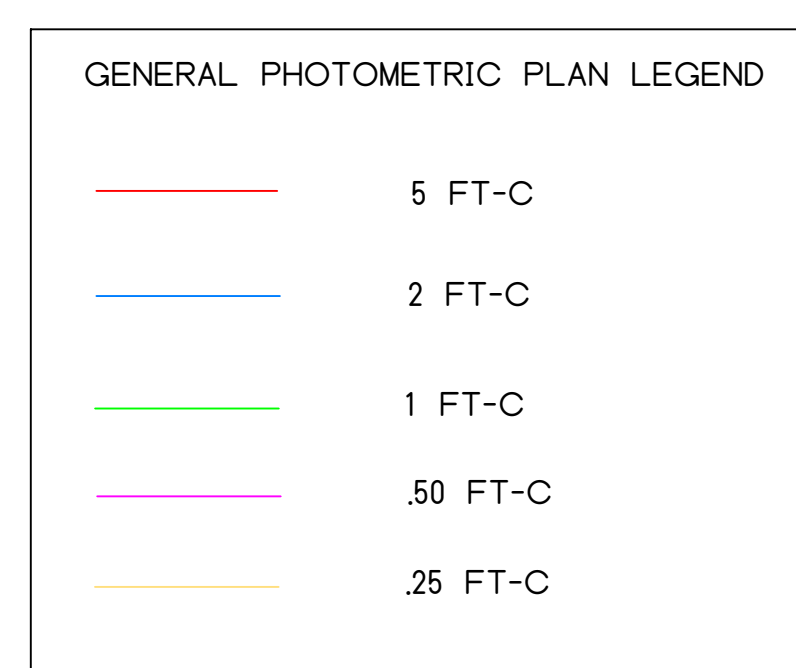 GENERAL PHOTOMETRIC PLAN LEGEND
5 FT-C
2 FT-C
1 FT-C
.50 FT-C
.25 FT-C